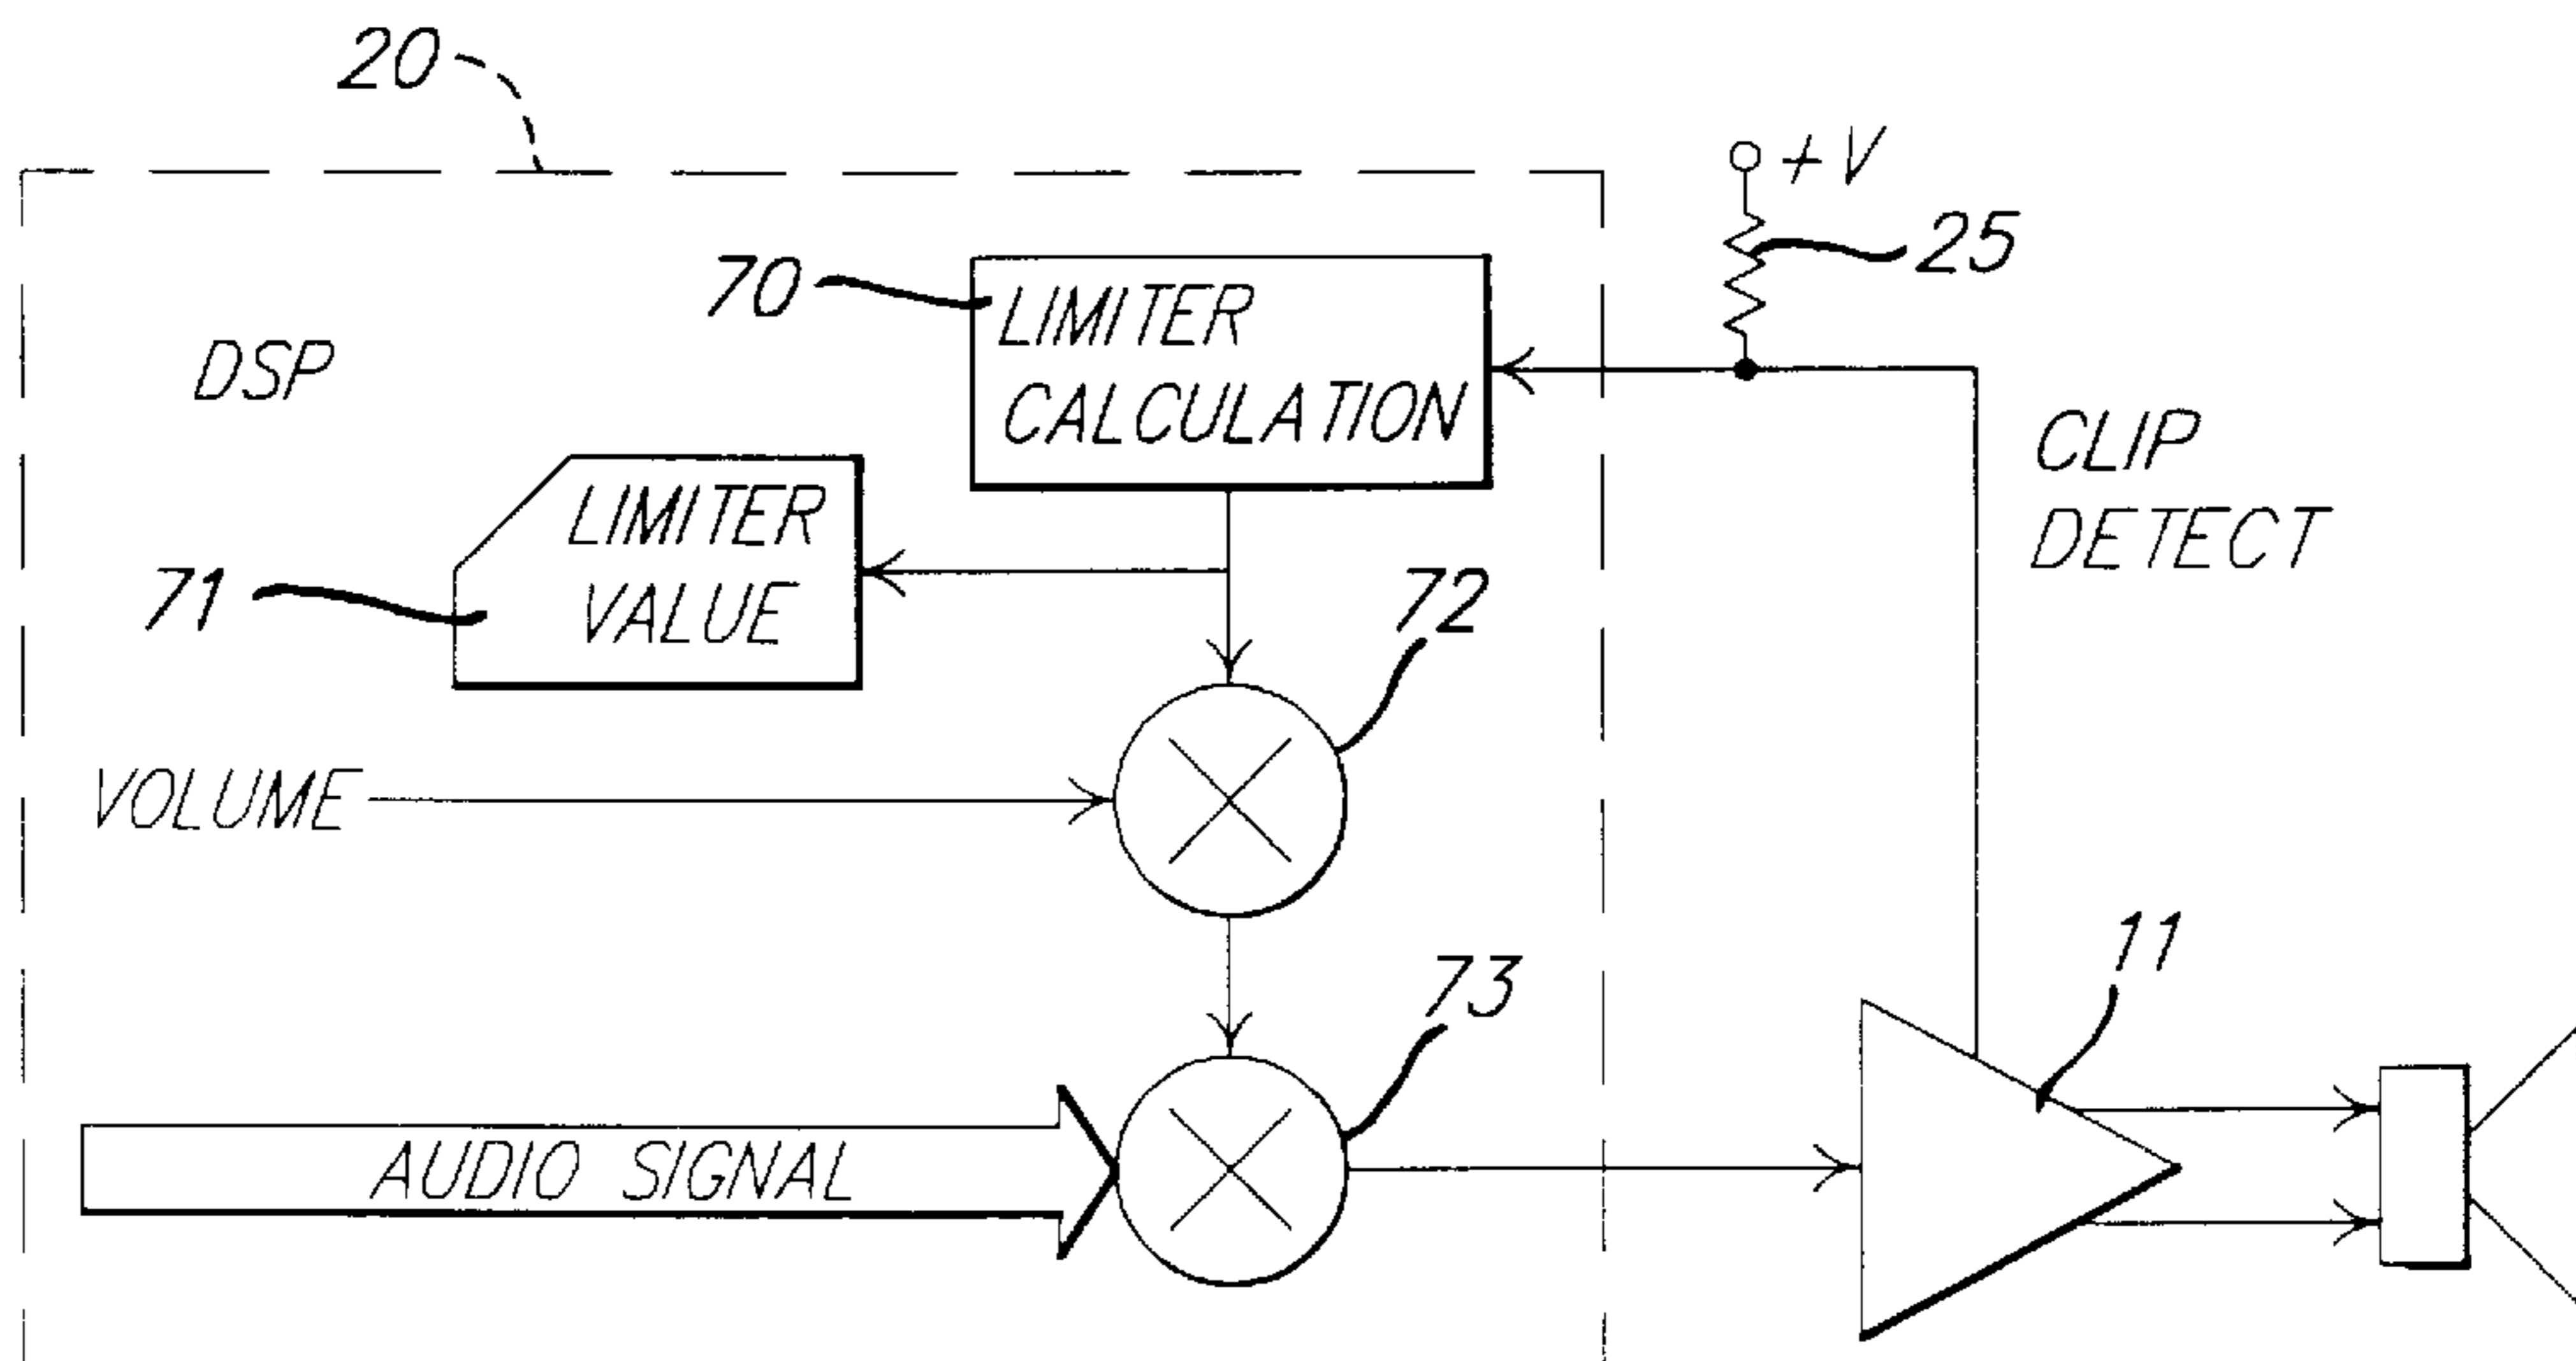 20
+V
25
70
LIMITER
CALCULATION
DSP
CLIP
DETECT
LIMITER
VALUE
71
72
VOLUME
11
73
AUDIO SIGNAL